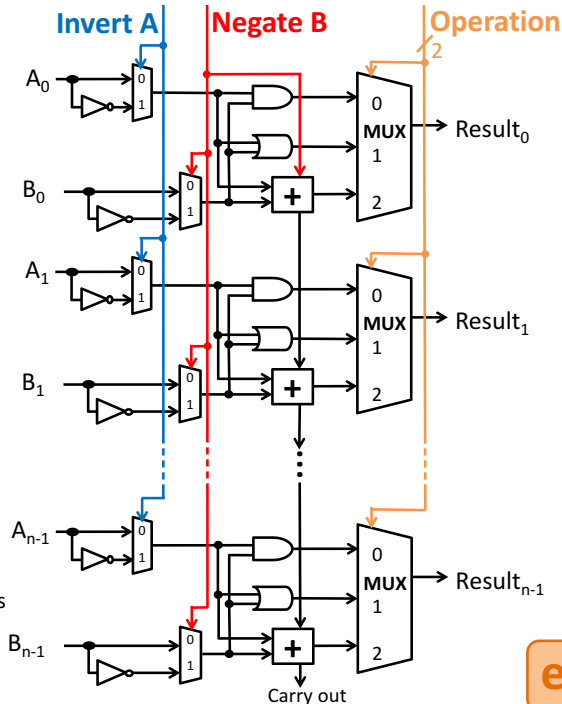 Invert A Negate B Operation
2
A0
0
1
0
MUX
1
2
Result0
B0
0
1
+
A1
0
1
0
MUX
1
2
Result1
B1
0
1
+
An-1
0
1
0
MUX
1
2
Resultn-1
s
Bn-1
0
1
+
Carry out
e